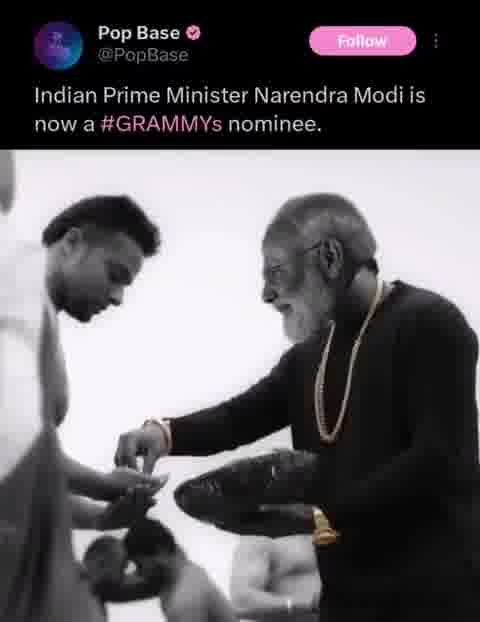 Pop Base
@PopBase
Follow
Indian Prime Minister Narendra Modi is
now a #GRAMMYs nominee.